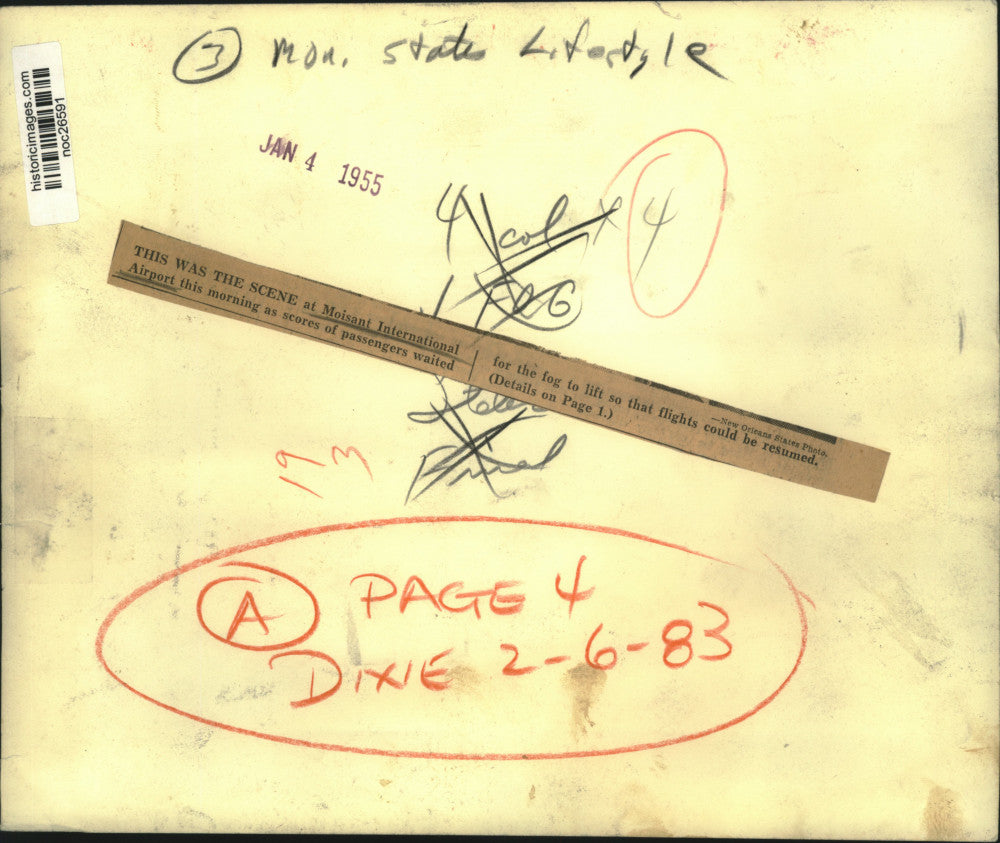 3 Mon. States Lifestyle
historicimages.com
noc26591
JAN 4 1955
4 col x 4
THIS WAS THE SCENE at Moisant International
Airport this morning as scores of passengers waited
for the fog to lift so that flights could be resumed.
(Details on Page 1.)
—New Orleans States Photo.
193
A PAGE 4
DIXIE 2-6-83